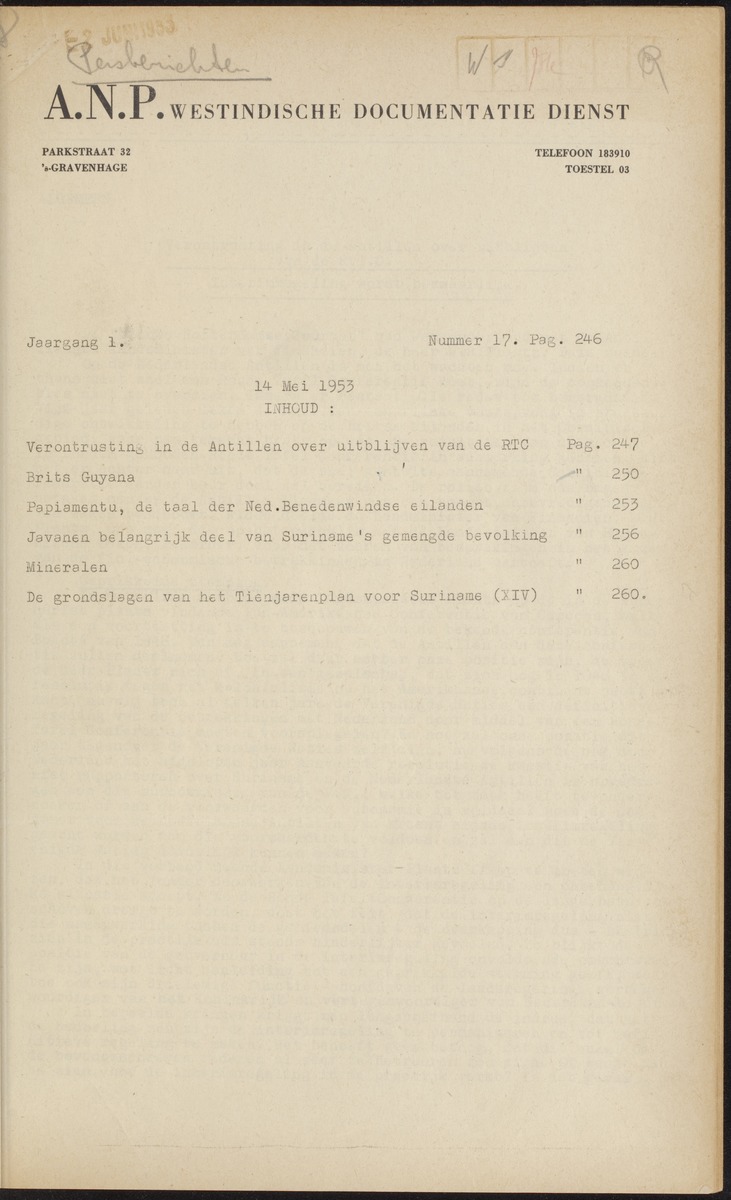 JUNI 1953
Persberichten
W S
R
A.N.P. WESTINDISCHE DOCUMENTATIE DIENST
PARKSTRAAT 32 TELEFOON 183910
's-GRAVENHAGE TOESTEL 03
Jaargang 1. Nummer 17. Pag. 246
14 Mei 1953
INHOUD :
Verontrusting in de Antillen over uitblijven van de RTC Pag. 247
Brits Guyana " 250
Papiamentu, de taal der Ned.Benedenwindse eilanden " 253
Javanen belangrijk deel van Suriname's gemengde bevolking " 256
Mineralen " 260
De grondslagen van het Tienjarenplan voor Suriname (XIV) " 260.